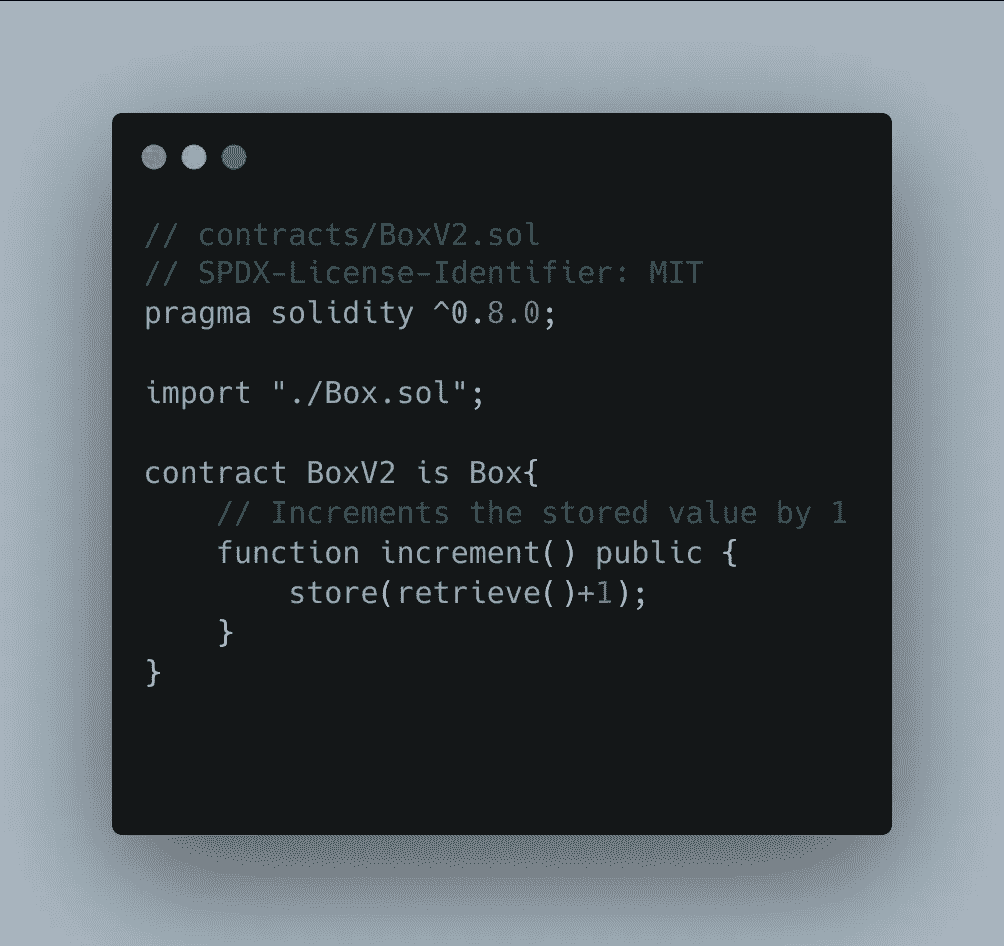 // contracts/BoxV2.sol
// SPDX-License-Identifier: MIT
pragma solidity ^0.8.0;

import "./Box.sol";

contract BoxV2 is Box{
    // Increments the stored value by 1
    function increment() public {
        store(retrieve()+1);
    }
}